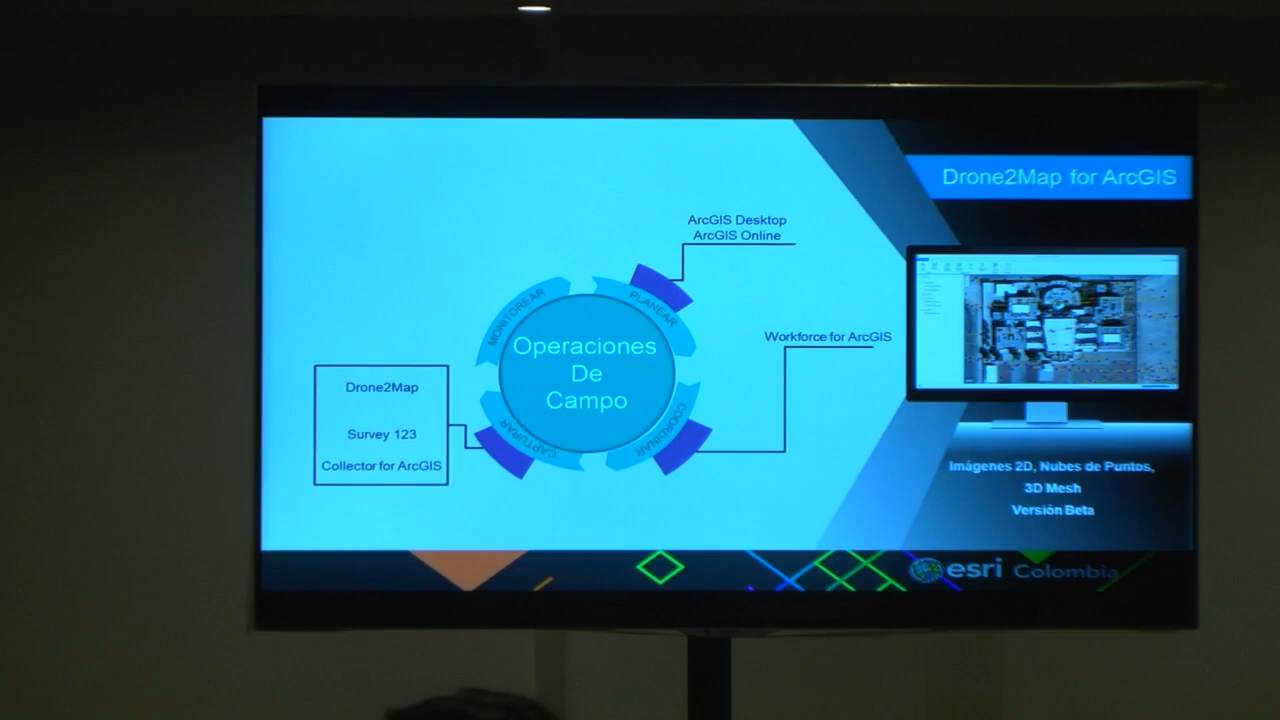 Drone2Map for ArcGIS
ArcGIS Desktop
ArcGIS Online
MONITOREAR
PLANEAR
Workforce for ArcGIS
Operaciones
De
Campo
Drone2Map
Survey 123
Collector for ArcGIS
CAPTURAR
COORDINAR
Imágenes 2D, Nubes de Puntos,
3D Mesh
Versión Beta
esri Colombia